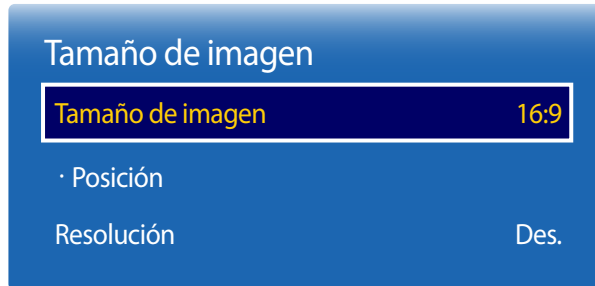 Tamaño de imagen
Tamaño de imagen 16:9
· Posición
Resolución Des.